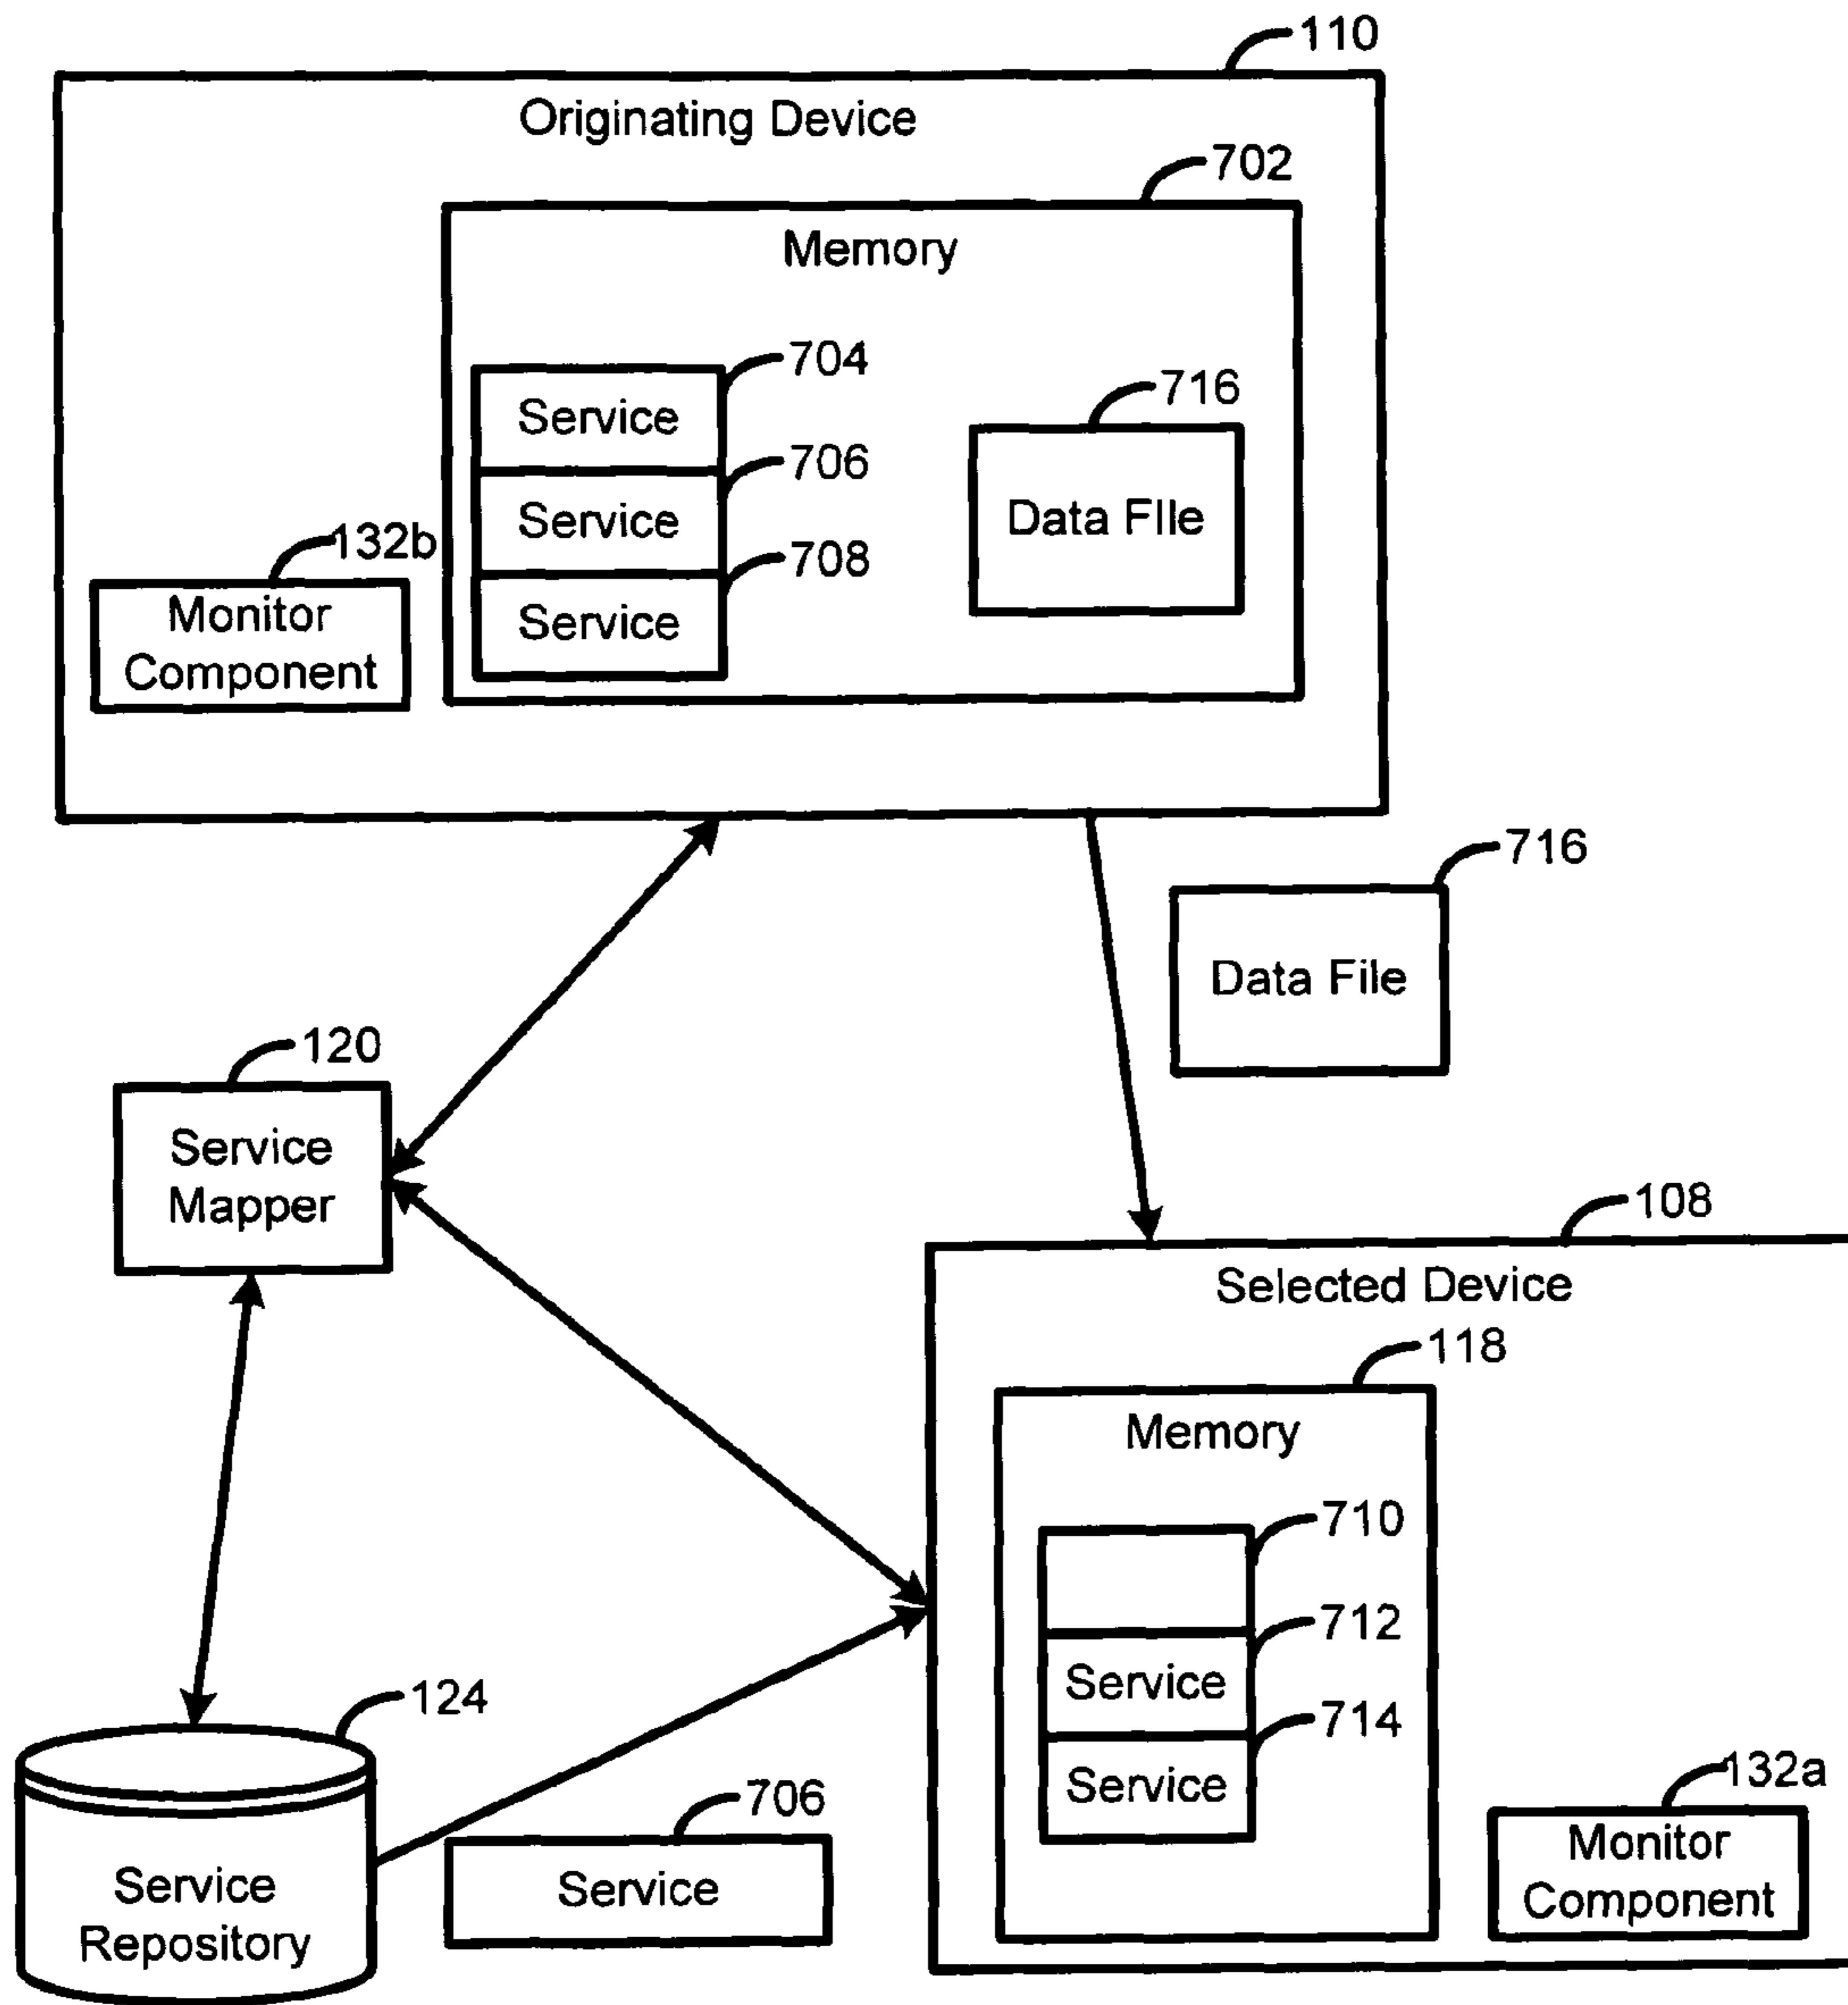 110
Originating Device
702
Memory
704
Service
716
706
Service
Data File
132b
708
Monitor
Component
Service
716
Data File
120
Service
Mapper
108
Selected Device
118
Memory
710
712
Service
714
Service
124
132a
706
Monitor
Component
Service
Service
Repository